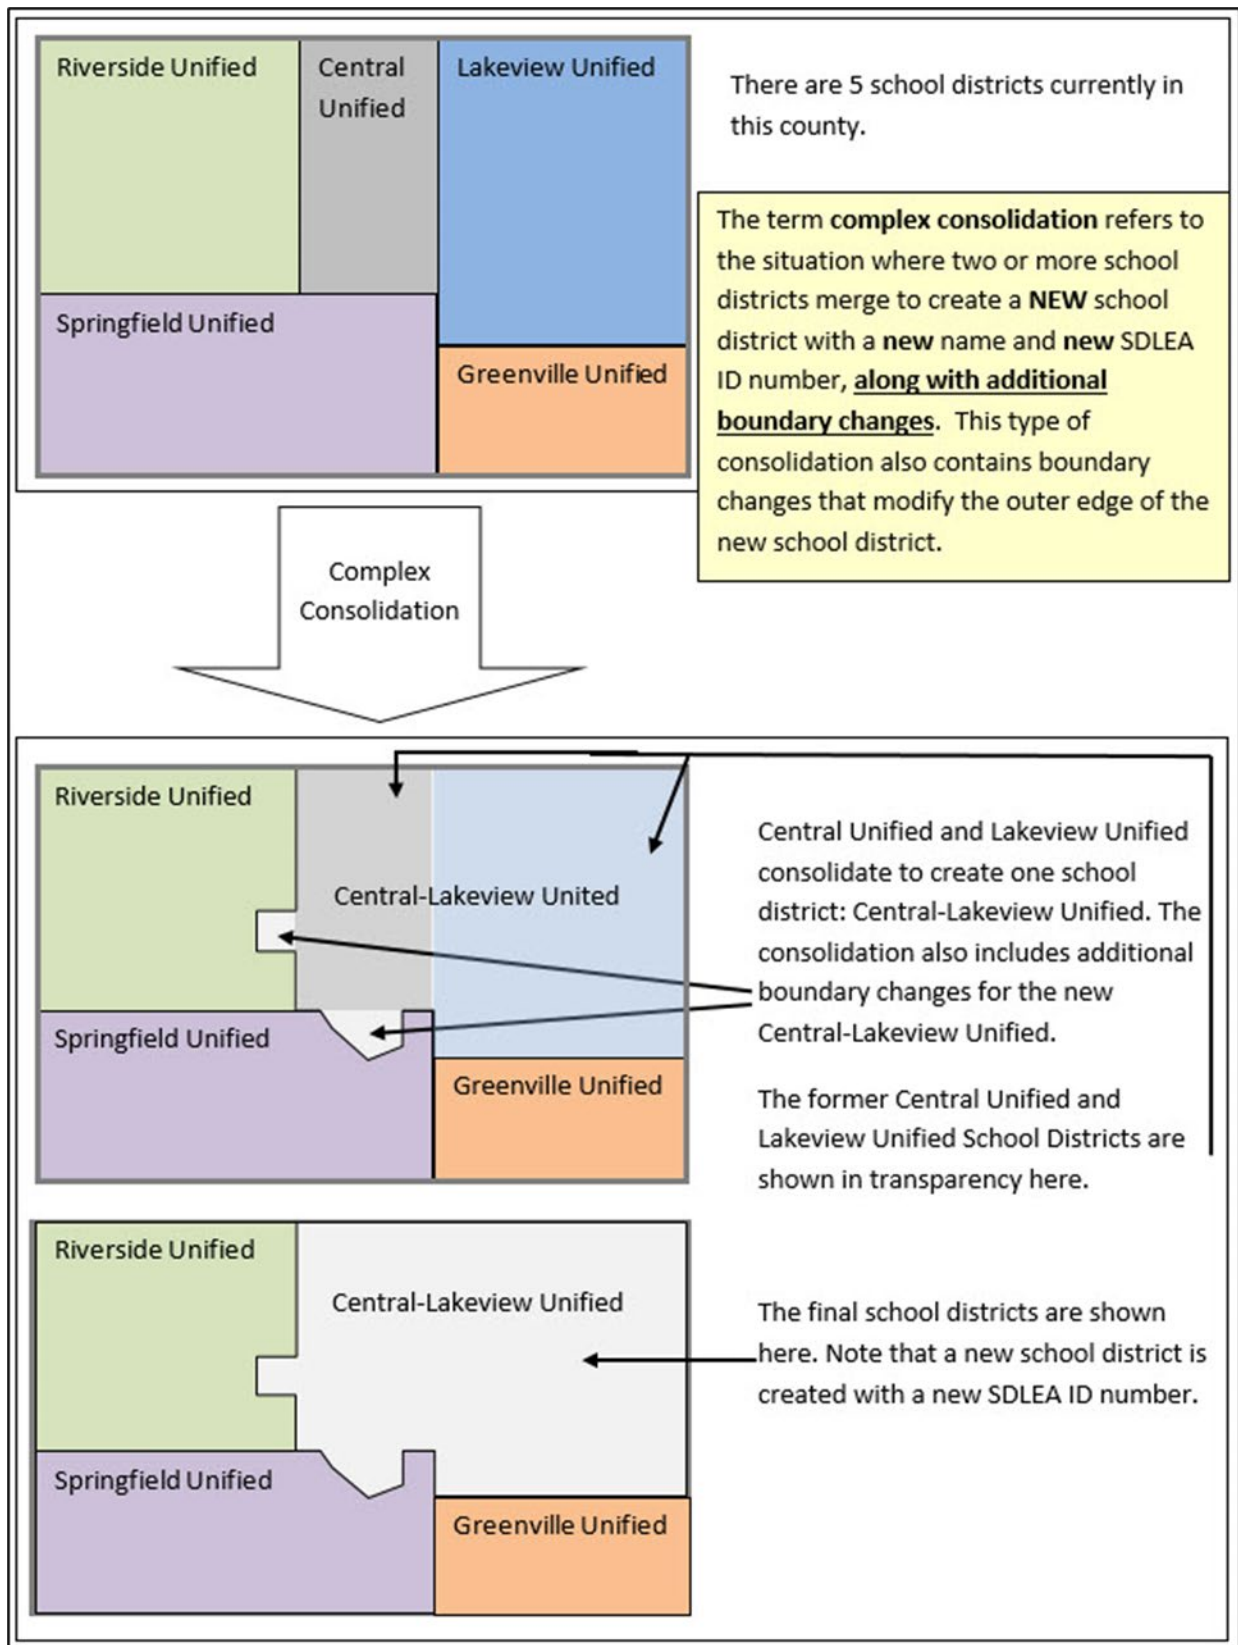 Riverside Unified
Central
Unified
Lakeview Unified
Springfield Unified
Greenville Unified
There are 5 school districts currently in
this county.
The term complex consolidation refers to
the situation where two or more school
districts merge to create a NEW school
district with a new name and new SDLEA
ID number, along with additional
boundary changes. This type of
consolidation also contains boundary
changes that modify the outer edge of the
new school district.
Complex
Consolidation
Riverside Unified
Central-Lakeview United
Springfield Unified
Greenville Unified
Central Unified and Lakeview Unified
consolidate to create one school
district: Central-Lakeview Unified. The
consolidation also includes additional
boundary changes for the new
Central-Lakeview Unified.
The former Central Unified and
Lakeview Unified School Districts are
shown in transparency here.
Riverside Unified
Central-Lakeview Unified
Springfield Unified
Greenville Unified
The final school districts are shown
here. Note that a new school district is
created with a new SDLEA ID number.